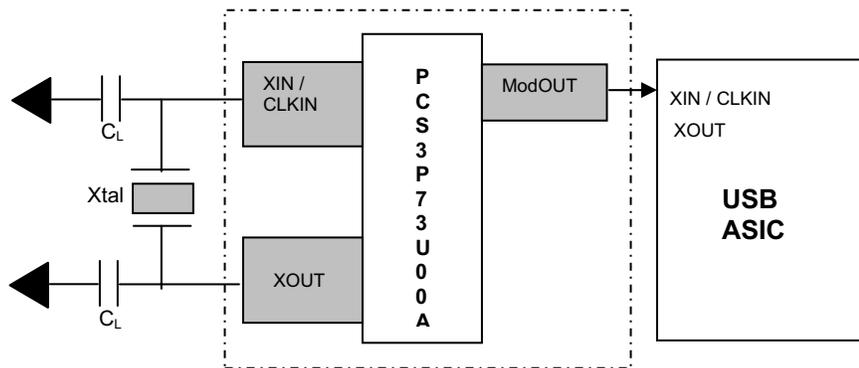 XIN /
CLKIN
CL
Xtal
XOUT
CL
PCS3P73U00A
ModOUT
XIN / CLKIN
XOUT
USB
ASIC